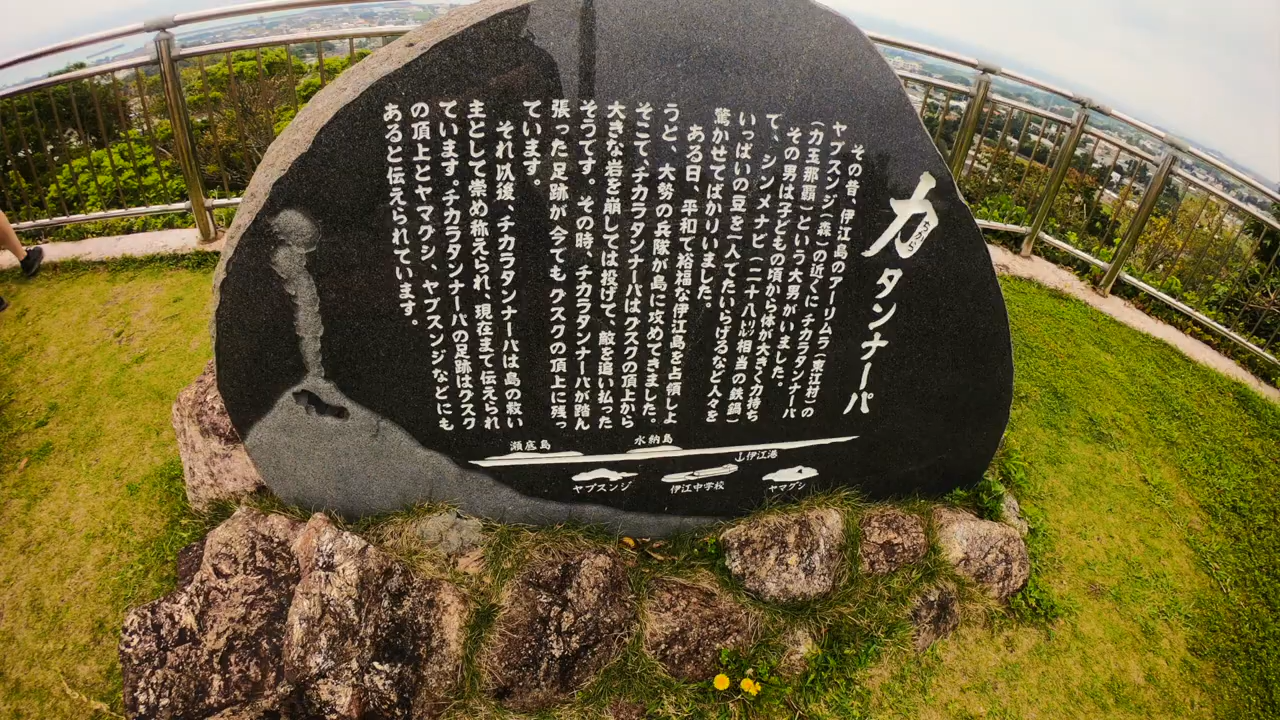 力タンナーパ
ちから
その昔、伊江島のアーリムラ(東江村)の
ヤブスンジ(森)の近くに チカラタンナーパ
(力玉那覇)という大男がいました。
その男は子どもの頃から体が大きく力持ち
で、シンメナビ(二十八㍑相当の鉄鍋)
いっぱいの豆を一人でたいらげるなど人々を
驚かせてばかりいました。
ある日、平和で裕福な伊江島を占領しよ
うと、大勢の兵隊が島に攻めてきました。
そこで、チカラタンナーパはグスクの頂上から
大きな岩を崩しては投げて、敵を追い払った
そうです。その時、チカラタンナーパが踏ん
張った足跡が今でもグスクの頂上に残っ
ています。
それ以後、チカラタンナーパは島の救い
主として崇め称えられ、現在まで伝えられ
ています。チカラタンナーパの足跡はグスク
の頂上とヤマグシ、ヤブスンジなどにも
あると伝えられています。
瀬底島
水納島
伊江港
ヤブスンジ
伊江中学校
ヤマグシ